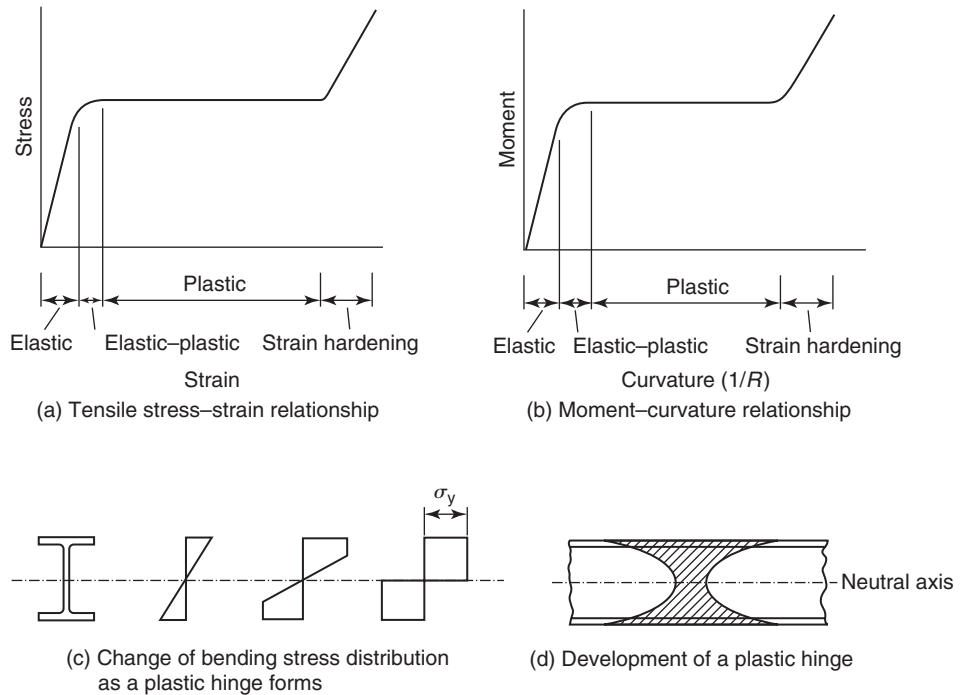 Stress
Plastic
Elastic
Elastic–plastic
Strain hardening
Strain
(a) Tensile stress–strain relationship
Moment
Plastic
Elastic
Elastic–plastic
Strain hardening
Curvature (1/R)
(b) Moment–curvature relationship
σy
(c) Change of bending stress distribution
as a plastic hinge forms
Neutral axis
(d) Development of a plastic hinge